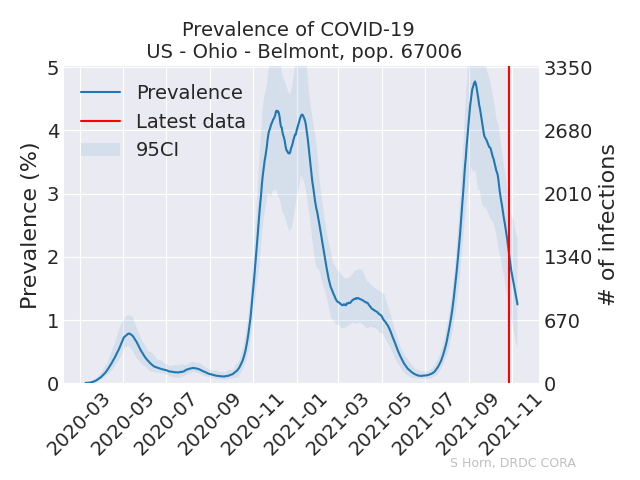 Prevalence of COVID-19
US - Ohio - Belmont, pop. 67006
Prevalence (%)
5
4
3
2
1
0
Prevalence
Latest data
95CI
3350
2680
2010
1340
670
0
# of infections
2020-03
2020-05
2020-07
2020-09
2020-11
2021-01
2021-03
2021-05
2021-07
2021-09
2021-11
S Horn, DRDC CORA